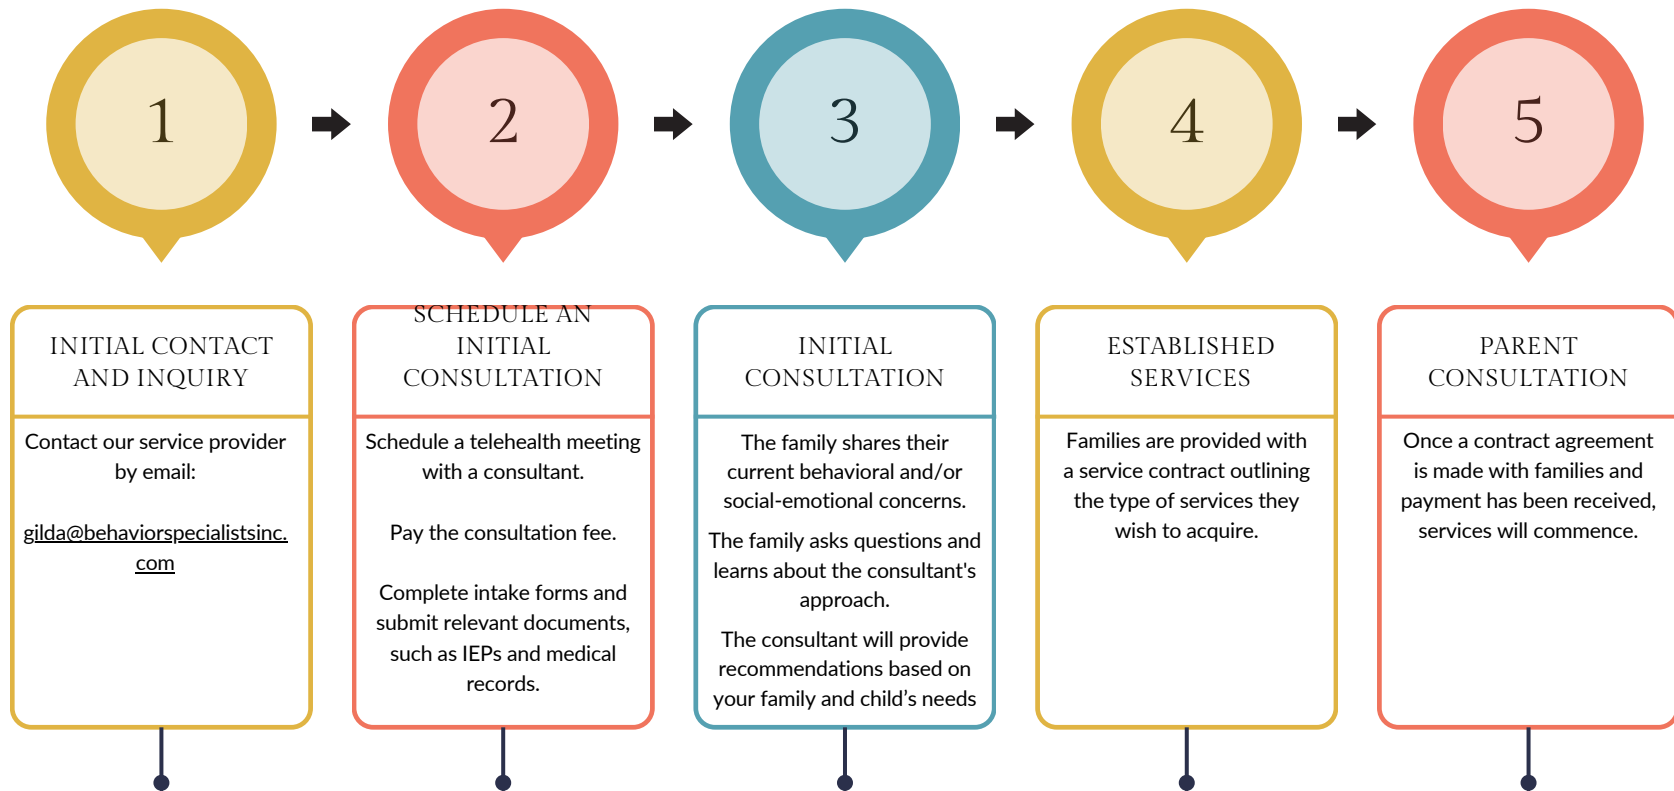 1
2
3
4
5
INITIAL CONTACT
AND INQUIRY
Contact our service provider
by email:
gilda@behaviorspecialistsinc.
com
SCHEDULE AN
INITIAL
CONSULTATION
Schedule a telehealth meeting
with a consultant.
Pay the consultation fee.
Complete intake forms and
submit relevant documents,
such as IEPs and medical
records.
INITIAL
CONSULTATION
The family shares their
current behavioral and/or
social-emotional concerns.
The family asks questions and
learns about the consultant's
approach.
The consultant will provide
recommendations based on
your family and child’s needs
ESTABLISHED
SERVICES
Families are provided with
a service contract outlining
the type of services they
wish to acquire.
PARENT
CONSULTATION
Once a contract agreement
is made with families and
payment has been received,
services will commence.